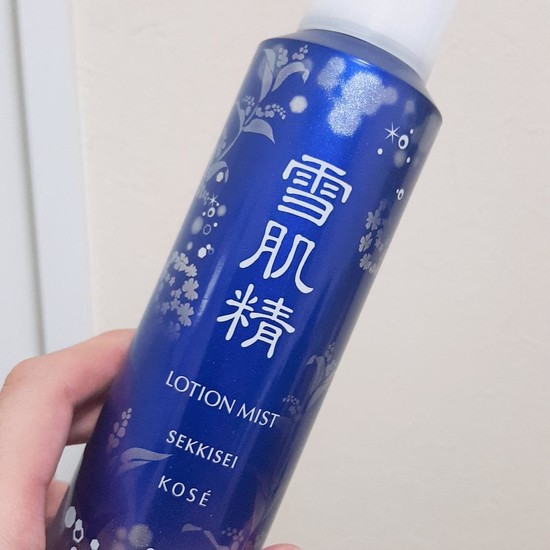 雪肌精
LOTION MIST
SEKKISEI
KOSÉ